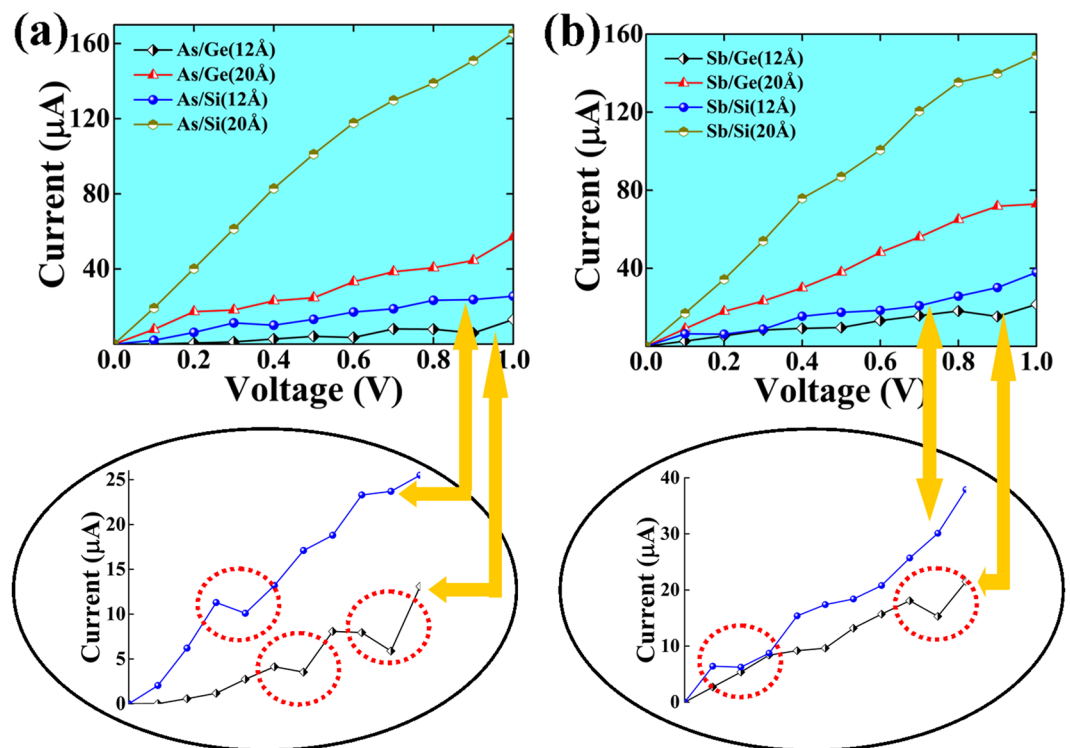 (a)
160
120
80
40
Current (μA)
As/Ge(12Å)
As/Ge(20Å)
As/Si(12Å)
As/Si(20Å)
0.0 0.2 0.4 0.6 0.8 1.0
Voltage (V)
(b)
160
120
80
40
Current (μA)
Sb/Ge(12Å)
Sb/Ge(20Å)
Sb/Si(12Å)
Sb/Si(20Å)
0.0 0.2 0.4 0.6 0.8 1.0
Voltage (V)
25
20
15
10
5
0
Current (μA)
40
30
20
10
0
Current (μA)